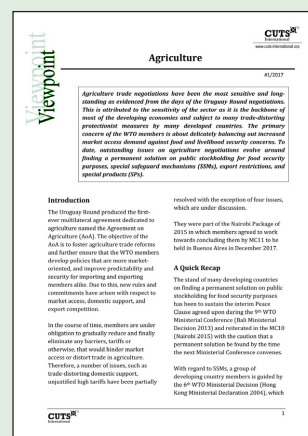 CUTS
International
www.cuts-international.org
Viewpoint
Viewpoint
Agriculture
#1/2017
Agriculture trade negotiations have been the most sensitive and long-
standing as evidenced from the days of the Uruguay Round negotiations.
This is attributed to the sensitivity of the sector as it is the backbone of
most of the developing economies and subject to many trade-distorting
protectionist measures by many developed countries. The primary
concern of the WTO members is about delicately balancing out increased
market access demand against food and livelihood security concerns. To
date, outstanding issues on agriculture negotiations evolve around
finding a permanent solution on public stockholding for food security
purposes, special safeguard mechanisms (SSMs), export restrictions, and
special products (SPs).
Introduction
The Uruguay Round produced the first-
ever multilateral agreement dedicated to
agriculture named the Agreement on
Agriculture (AoA). The objective of the
AoA is to foster agriculture trade reforms
and further ensure that the WTO members
develop policies that are more market-
oriented, and improve predictability and
security for importing and exporting
members alike. Due to this, new rules and
commitments have arisen with respect to
market access, domestic support, and
export competition.
In the course of time, members are under
obligation to gradually reduce and finally
eliminate any barriers, tariffs or
otherwise, that would hinder market
access or distort trade in agriculture.
Therefore, a number of issues, such as
trade-distorting domestic support,
unjustified high tariffs have been partially
resolved with the exception of four issues,
which are under discussion.
They were part of the Nairobi Package of
2015 in which members agreed to work
towards concluding them by MC11 to be
held in Buenos Aires in December 2017.
A Quick Recap
The stand of many developing countries
on finding a permanent solution on public
stockholding for food security purposes
has been to sustain the interim Peace
Clause agreed upon during the 9th WTO
Ministerial Conference (Bali Ministerial
Decision 2013) and reiterated in the MC10
(Nairobi 2015) with the caution that a
permanent solution be found by the time
the next Ministerial Conference convenes.
With regard to SSMs, a group of
developing country members is guided by
the 6th WTO Ministerial Decision (Hong
Kong Ministerial Declaration 2004), which
CUTS
International
1